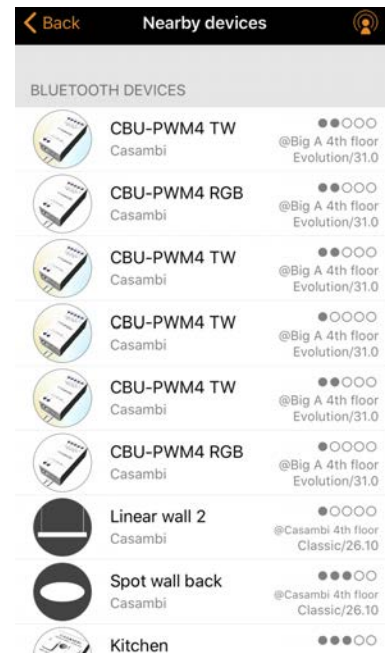 Back
Nearby devices
BLUETOOTH DEVICES
CBU-PWM4 TW
Casambi
@Big A 4th floor
Evolution/31.0
CBU-PWM4 RGB
Casambi
@Big A 4th floor
Evolution/31.0
CBU-PWM4 TW
Casambi
@Big A 4th floor
Evolution/31.0
CBU-PWM4 TW
Casambi
@Big A 4th floor
Evolution/31.0
CBU-PWM4 TW
Casambi
@Big A 4th floor
Evolution/31.0
CBU-PWM4 RGB
Casambi
@Big A 4th floor
Evolution/31.0
Linear wall 2
Casambi
@Casambi 4th floor
Classic/26.10
Spot wall back
Casambi
@Casambi 4th floor
Classic/26.10
Kitchen